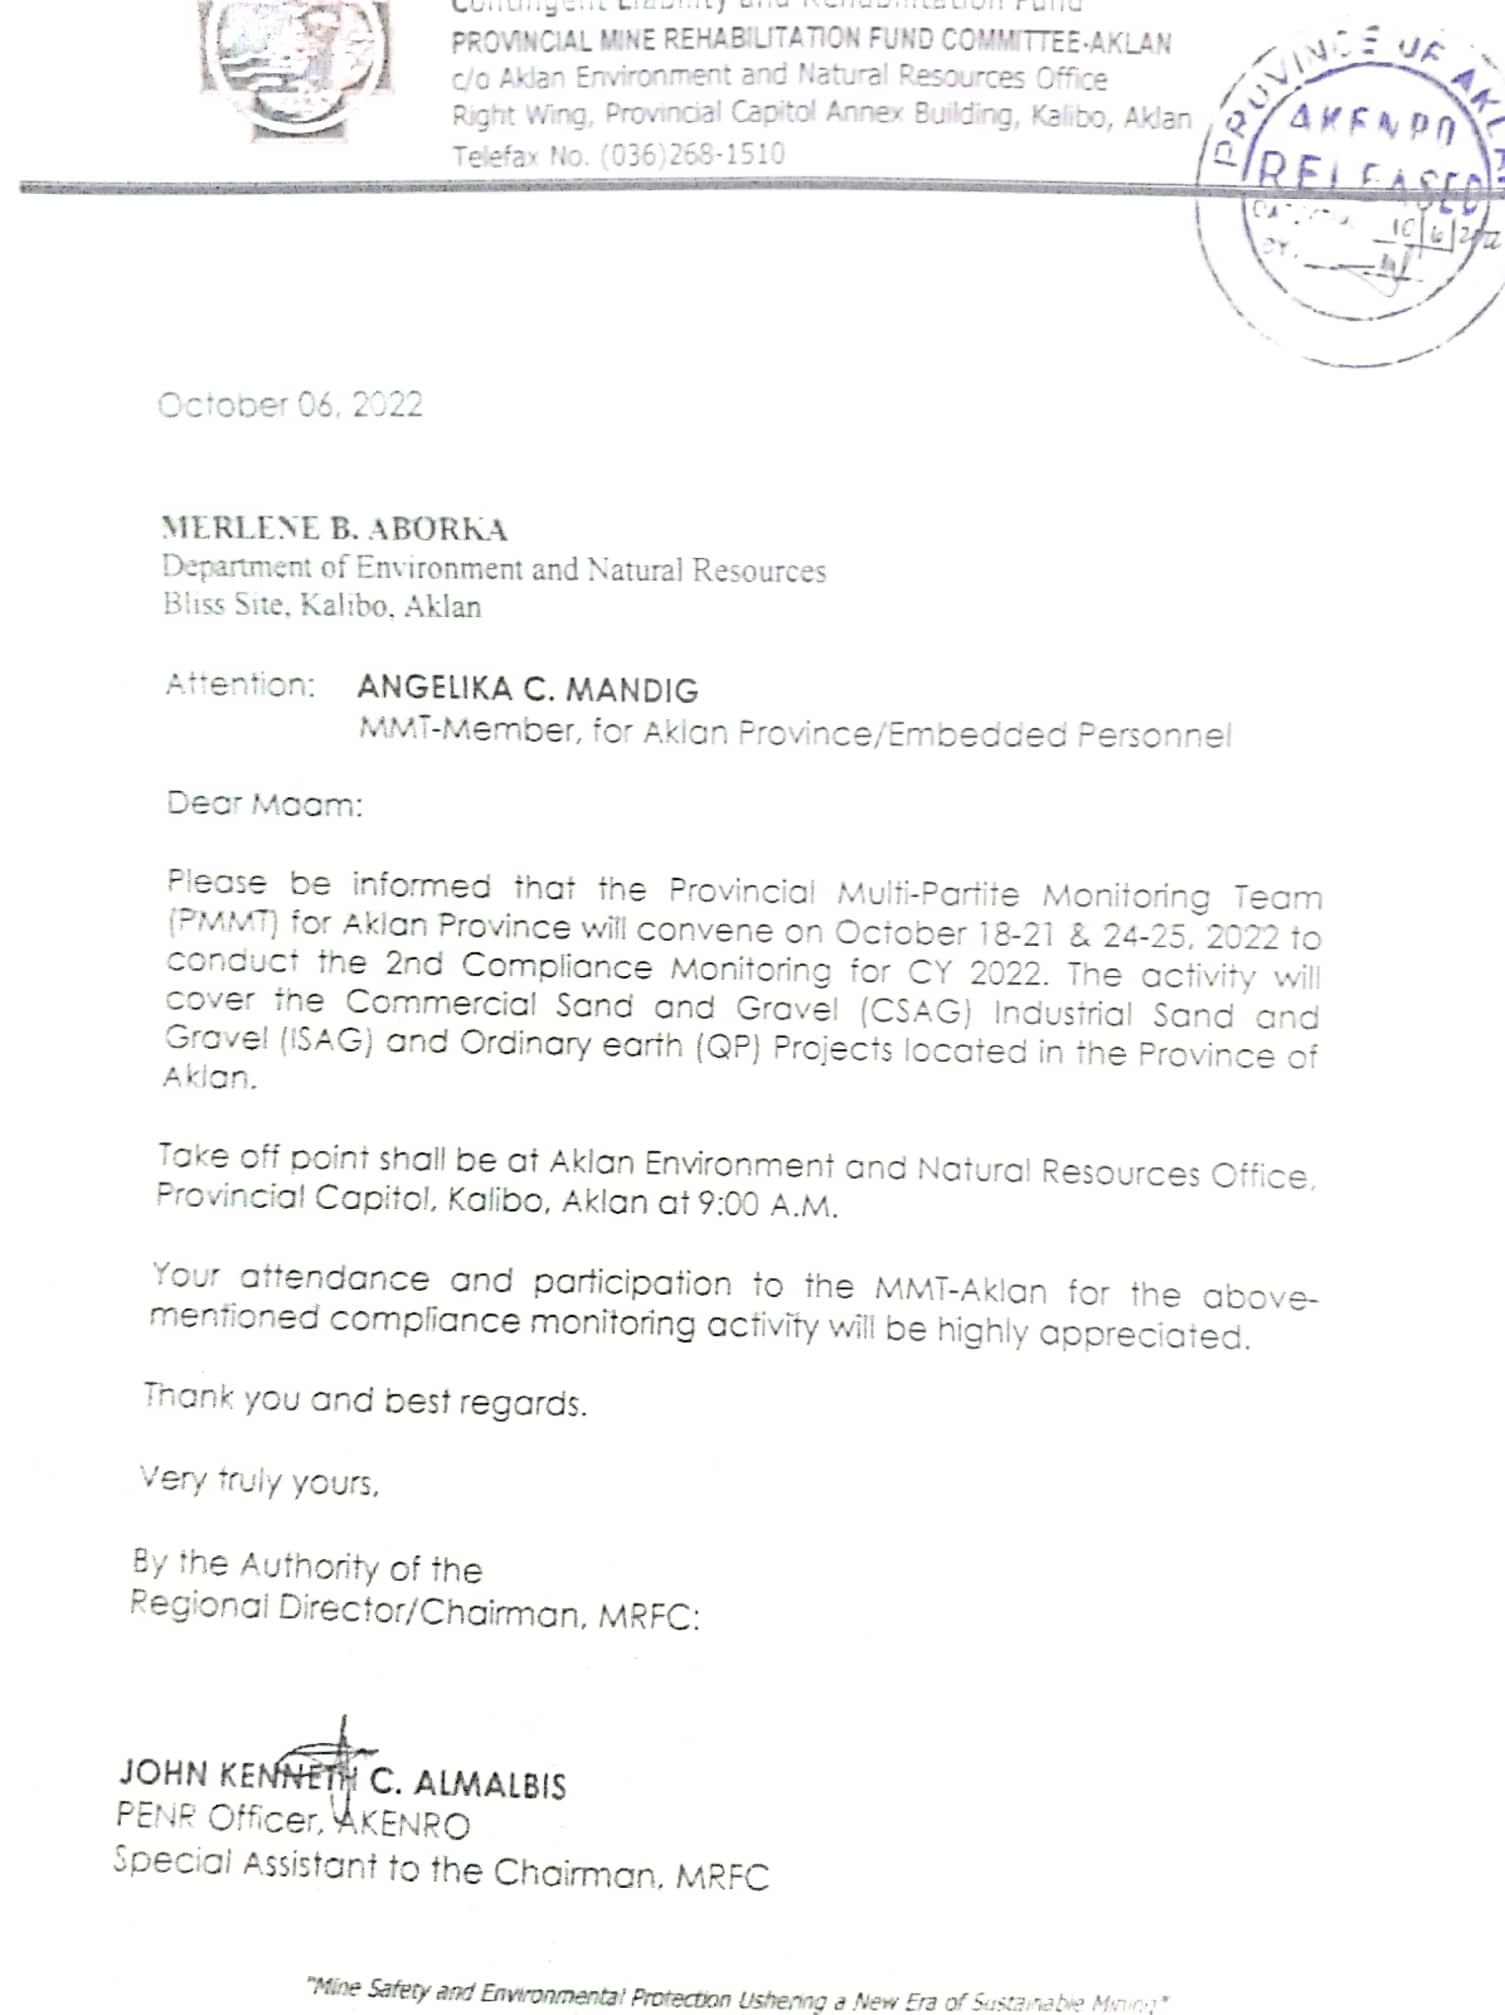 Contingent Liability and Rehabilitation Fund
PROVINCIAL MINE REHABILITATION FUND COMMITTEE-AKLAN
c/o Aklan Environment and Natural Resources Office
Right Wing, Provincial Capitol Annex Building, Kalibo, Aklan
Telefax No. (036)268-1510
PROVINCE OF AKLAN
RELEASED
10/6/2022
October 06, 2022
MERLENE B. ABORKA
Department of Environment and Natural Resources
Bliss Site, Kalibo, Aklan
Attention: ANGELIKA C. MANDIG
MMT-Member, for Aklan Province/Embedded Personnel
Dear Maam:
Please be informed that the Provincial Multi-Partite Monitoring Team
(PMMT) for Aklan Province will convene on October 18-21 & 24-25, 2022 to
conduct the 2nd Compliance Monitoring for CY 2022. The activity will
cover the Commercial Sand and Gravel (CSAG) Industrial Sand and
Gravel (ISAG) and Ordinary earth (QP) Projects located in the Province of
Aklan.
Take off point shall be at Aklan Environment and Natural Resources Office,
Provincial Capitol, Kalibo, Aklan at 9:00 A.M.
Your attendance and participation to the MMT-Aklan for the above-
mentioned compliance monitoring activity will be highly appreciated.
Thank you and best regards.
Very truly yours,
By the Authority of the
Regional Director/Chairman, MRFC:
JOHN KENNETH C. ALMALBIS
PENR Officer, AKENRO
Special Assistant to the Chairman, MRFC
"Mine Safety and Environmental Protection Ushering a New Era of Sustainable Mining"